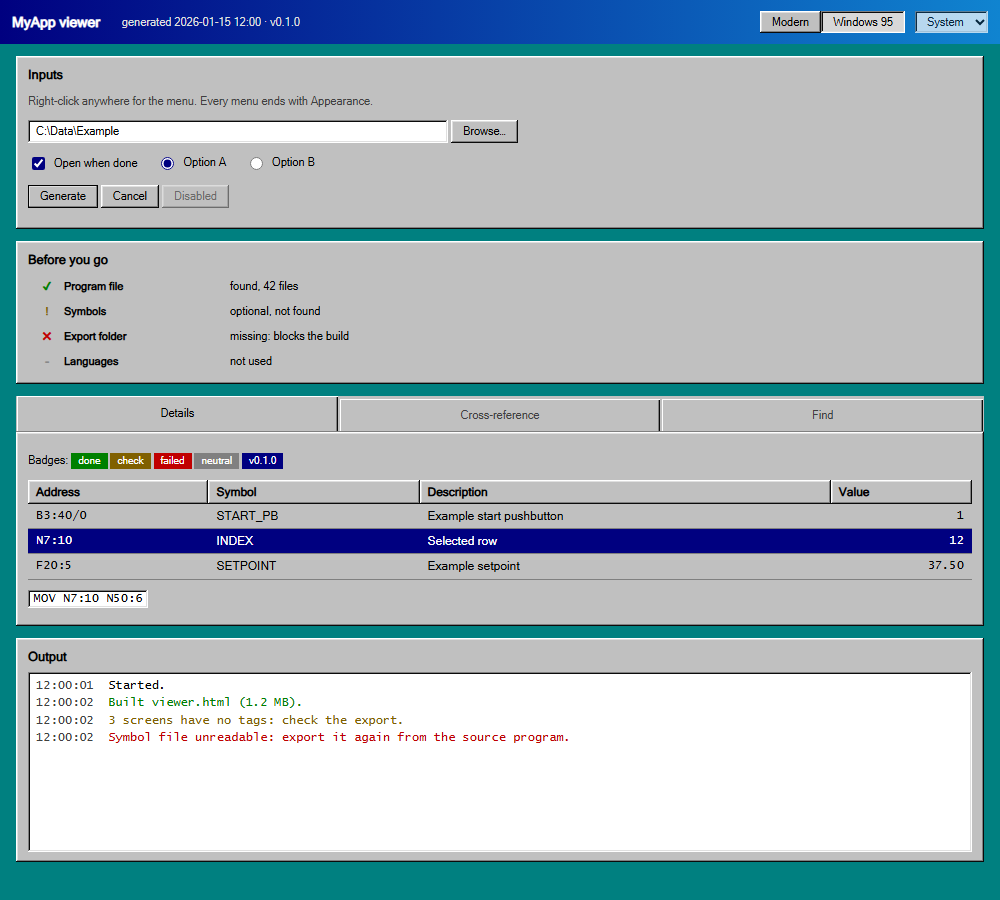 MyApp viewer generated 2026-01-15 12:00 · v0.1.0 Modern Windows 95 System
Inputs
Right-click anywhere for the menu. Every menu ends with Appearance.
C:\Data\Example Browse...
Open when done Option A Option B
Generate Cancel Disabled
Before you go
✓ Program file found, 42 files
! Symbols optional, not found
✕ Export folder missing: blocks the build
- Languages not used
Details Cross-reference Find
Badges: done check failed neutral v0.1.0
Address Symbol Description Value
B3:40/0 START_PB Example start pushbutton 1
N7:10 INDEX Selected row 12
F20:5 SETPOINT Example setpoint 37.50
MOV N7:10 N50:6
Output
12:00:01 Started.
12:00:02 Built viewer.html (1.2 MB).
12:00:02 3 screens have no tags: check the export.
12:00:02 Symbol file unreadable: export it again from the source program.